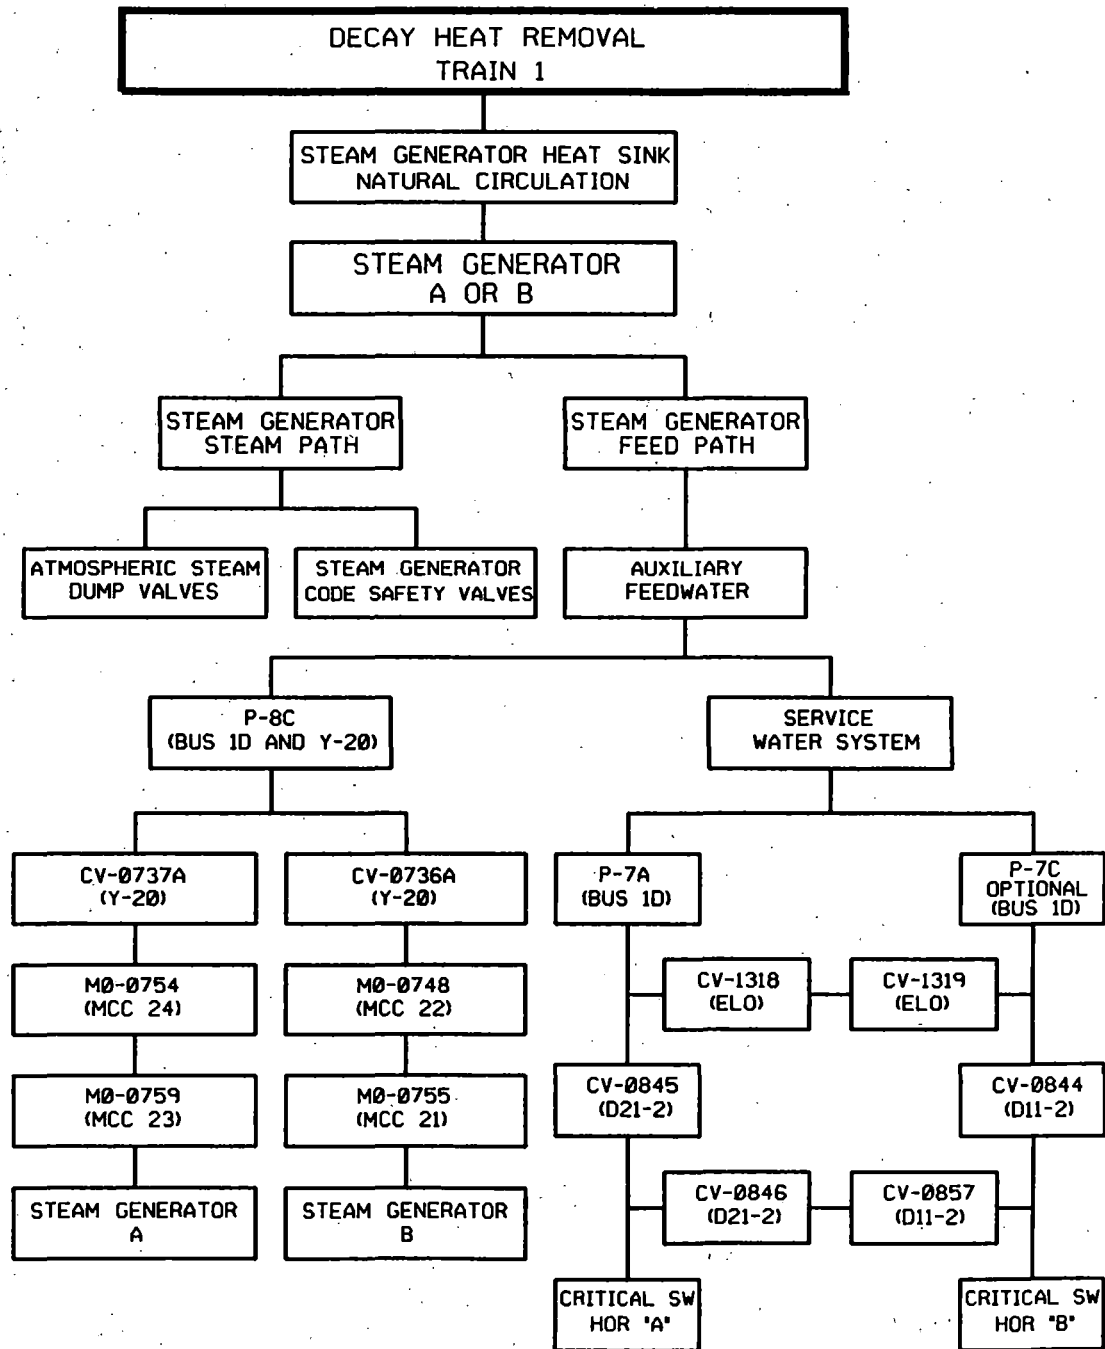 DECAY HEAT REMOVAL
TRAIN 1
STEAM GENERATOR HEAT SINK
NATURAL CIRCULATION
STEAM GENERATOR
A OR B
STEAM GENERATOR
STEAM PATH
STEAM GENERATOR
FEED PATH
ATMOSPHERIC STEAM
DUMP VALVES
STEAM GENERATOR
CODE SAFETY VALVES
AUXILIARY
FEEDWATER
P-8C
(BUS 1D AND Y-20)
SERVICE
WATER SYSTEM
CV-0737A
(Y-20)
CV-0736A
(Y-20)
P-7A
(BUS 1D)
P-7C
OPTIONAL
(BUS 1D)
MO-0754
(MCC 24)
MO-0748
(MCC 22)
CV-1318
(ELO)
CV-1319
(ELO)
MO-0759
(MCC 23)
MO-0755
(MCC 21)
CV-0845
(D21-2)
CV-0844
(D11-2)
STEAM GENERATOR
A
STEAM GENERATOR
B
CV-0846
(D21-2)
CV-0857
(D11-2)
CRITICAL SW
HDR "A"
CRITICAL SW
HDR "B"